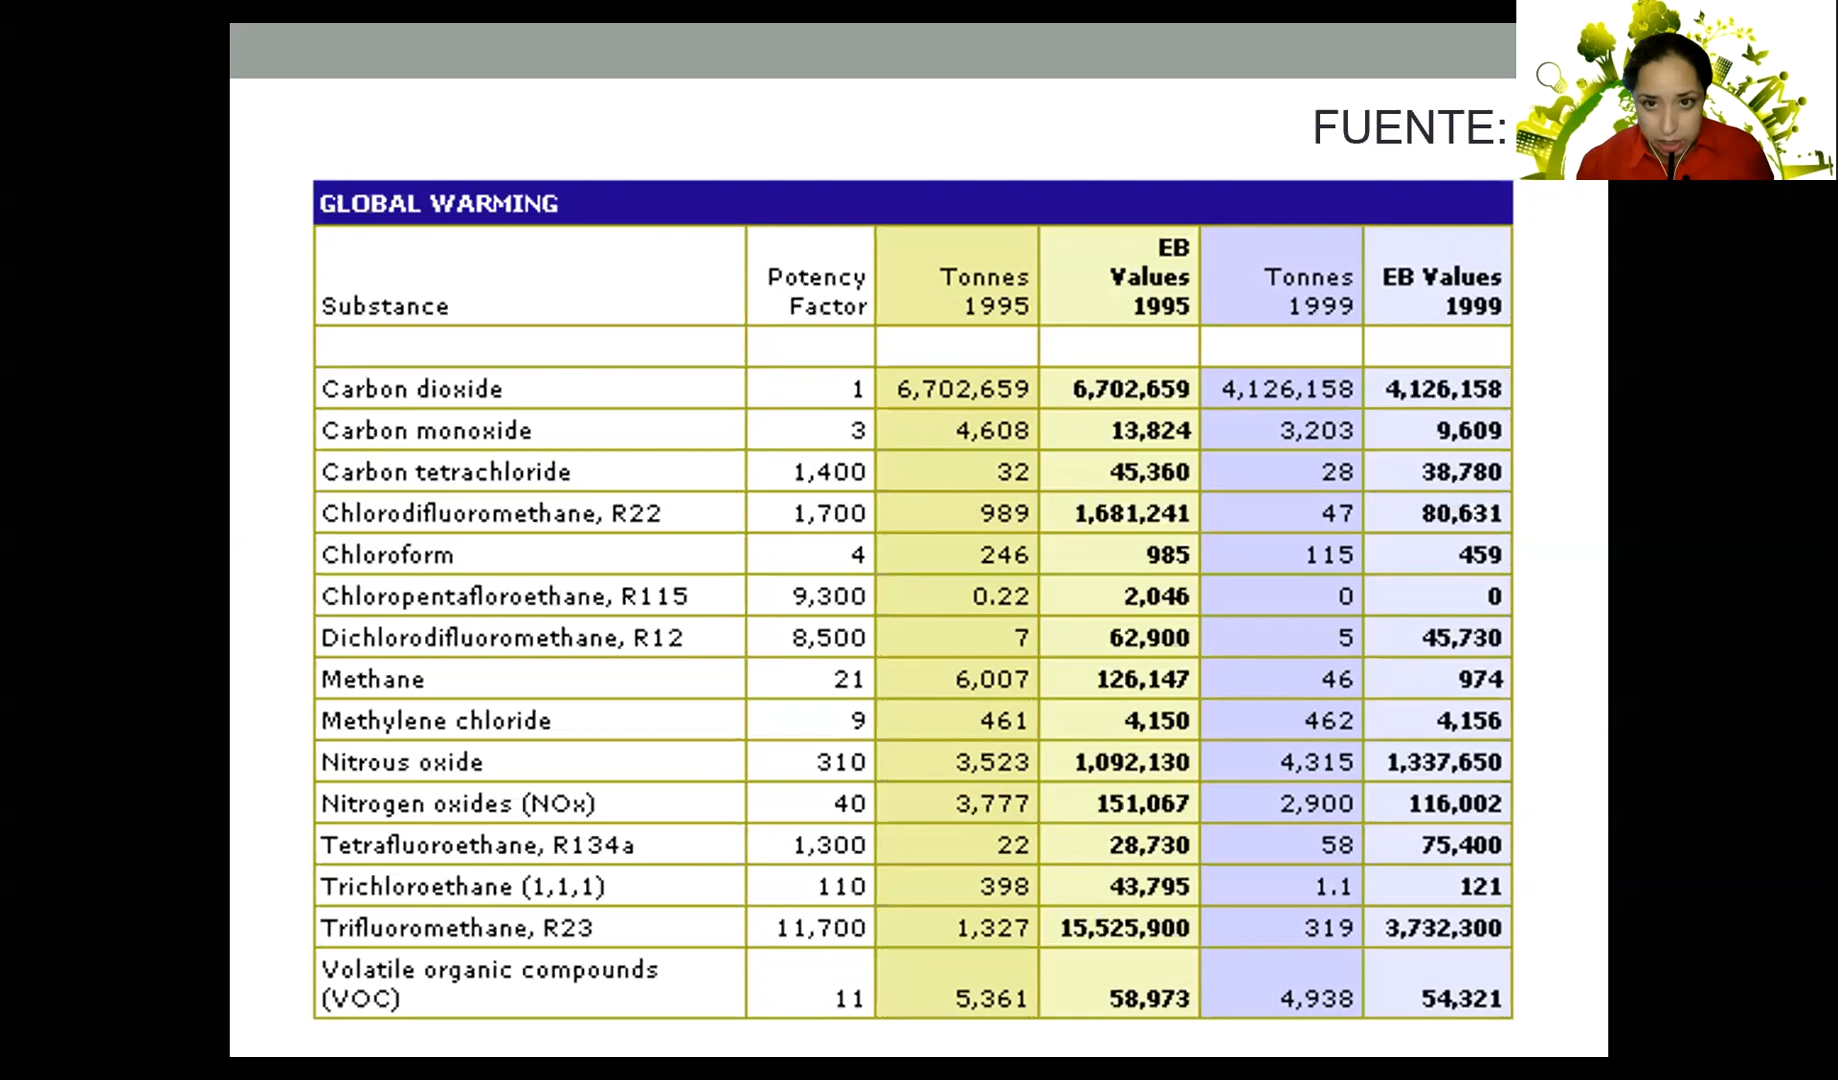 FUENTE:
GLOBAL WARMING
Substance Potency Factor Tonnes 1995 EB Values 1995 Tonnes 1999 EB Values 1999
Carbon dioxide 1 6,702,659 6,702,659 4,126,158 4,126,158
Carbon monoxide 3 4,608 13,824 3,203 9,609
Carbon tetrachloride 1,400 32 45,360 28 38,780
Chlorodifluoromethane, R22 1,700 989 1,681,241 47 80,631
Chloroform 4 246 985 115 459
Chloropentafloroethane, R115 9,300 0.22 2,046 0 0
Dichlorodifluoromethane, R12 8,500 7 62,900 5 45,730
Methane 21 6,007 126,147 46 974
Methylene chloride 9 461 4,150 462 4,156
Nitrous oxide 310 3,523 1,092,130 4,315 1,337,650
Nitrogen oxides (NOx) 40 3,777 151,067 2,900 116,002
Tetrafluoroethane, R134a 1,300 22 28,730 58 75,400
Trichloroethane (1,1,1) 110 398 43,795 1.1 121
Trifluoromethane, R23 11,700 1,327 15,525,900 319 3,732,300
Volatile organic compounds
(VOC) 11 5,361 58,973 4,938 54,321